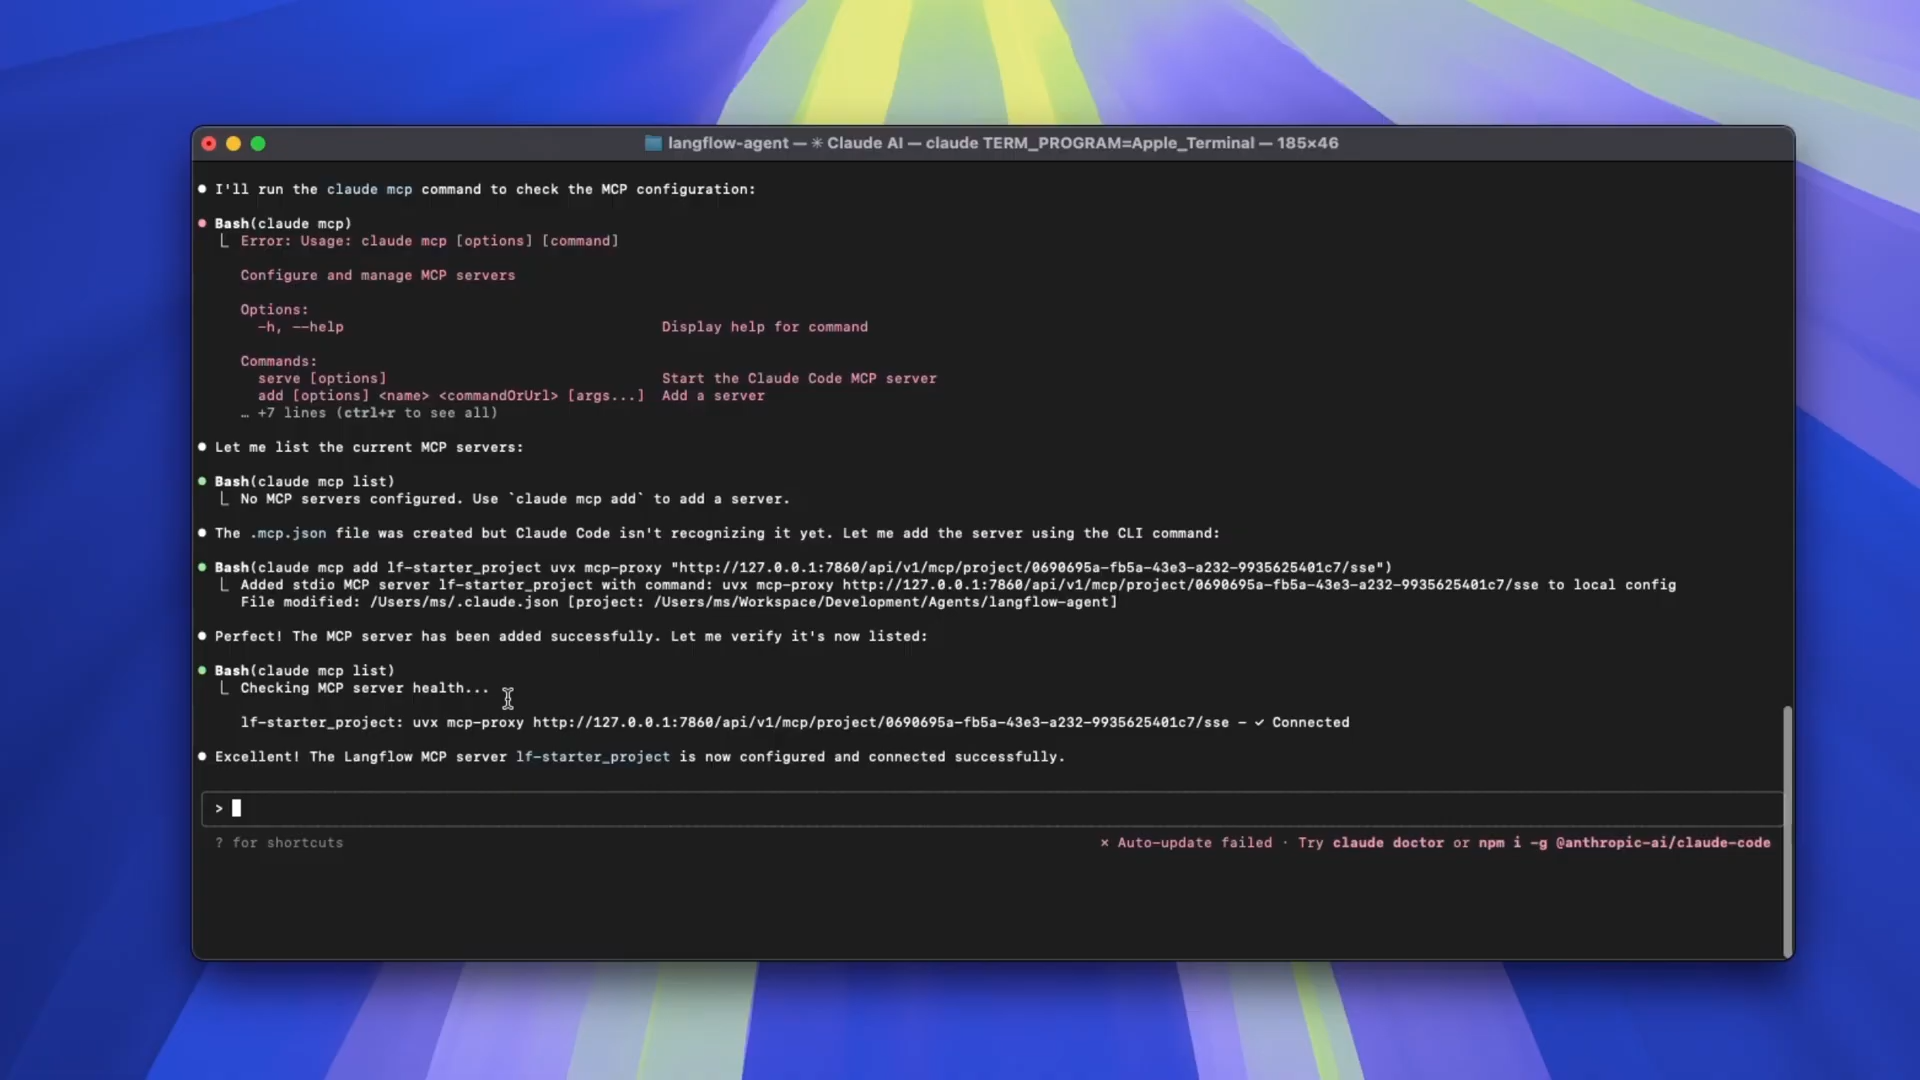 langflow-agent — ✳ Claude AI — claude TERM_PROGRAM=Apple_Terminal — 185×46
● I'll run the claude mcp command to check the MCP configuration:
● Bash(claude mcp)
⎿ Error: Usage: claude mcp [options] [command]
Configure and manage MCP servers
Options:
-h, --help Display help for command
Commands:
serve [options] Start the Claude Code MCP server
add [options] <name> <commandOrUrl> [args...] Add a server
… +7 lines (ctrl+r to see all)
● Let me list the current MCP servers:
● Bash(claude mcp list)
⎿ No MCP servers configured. Use `claude mcp add` to add a server.
● The .mcp.json file was created but Claude Code isn't recognizing it yet. Let me add the server using the CLI command:
● Bash(claude mcp add lf-starter_project uvx mcp-proxy "http://127.0.0.1:7860/api/v1/mcp/project/0690695a-fb5a-43e3-a232-9935625401c7/sse")
⎿ Added stdio MCP server lf-starter_project with command: uvx mcp-proxy http://127.0.0.1:7860/api/v1/mcp/project/0690695a-fb5a-43e3-a232-9935625401c7/sse to local config
File modified: /Users/ms/.claude.json [project: /Users/ms/Workspace/Development/Agents/langflow-agent]
● Perfect! The MCP server has been added successfully. Let me verify it's now listed:
● Bash(claude mcp list)
⎿ Checking MCP server health...
lf-starter_project: uvx mcp-proxy http://127.0.0.1:7860/api/v1/mcp/project/0690695a-fb5a-43e3-a232-9935625401c7/sse - ✓ Connected
● Excellent! The Langflow MCP server lf-starter_project is now configured and connected successfully.
>
? for shortcuts
× Auto-update failed · Try claude doctor or npm i -g @anthropic-ai/claude-code